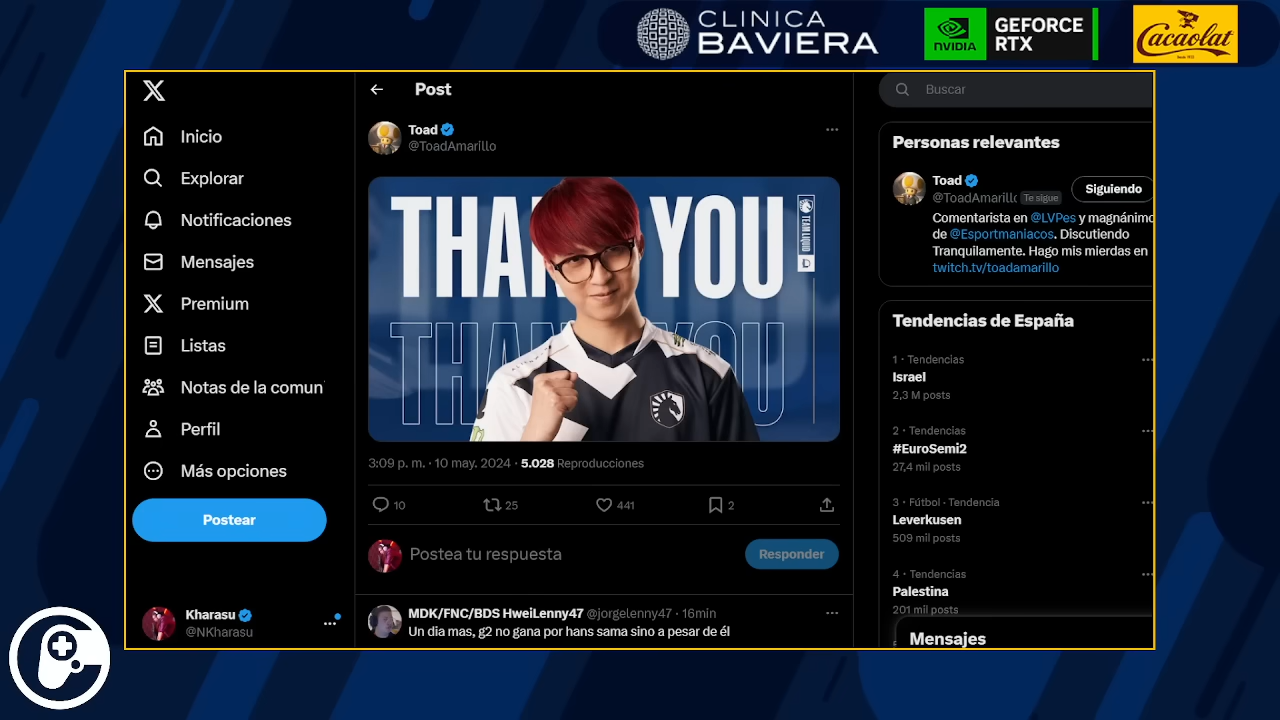 CLINICA
BAVIERA
NVIDIA
GEFORCE
RTX
Cacaolat
Inicio
Explorar
Notificaciones
Mensajes
Premium
Listas
Notas de la comun
Perfil
Más opciones
Postear
Kharasu
@NKharasu
Post
Toad
@ToadAmarillo
THANK YOU
THANK YOU
TEAM LIQUID
3:09 p. m. · 10 may. 2024 · 5.028 Reproducciones
10
25
441
2
Postea tu respuesta
Responder
MDK/FNC/BDS HweiLenny47 @jorgelenny47 · 16min
Un dia mas, g2 no gana por hans sama sino a pesar de él
Buscar
Personas relevantes
Toad
@ToadAmarillo Te sigue
Siguiendo
Comentarista en @LVPes y magnánimo
de @Esportmaniacos. Discutiendo
Tranquilamente. Hago mis mierdas en
twitch.tv/toadamarillo
Tendencias de España
1 · Tendencias
Israel
2,3 M posts
2 · Tendencias
#EuroSemi2
27,4 mil posts
3 · Fútbol · Tendencia
Leverkusen
509 mil posts
4 · Tendencias
Palestina
201 mil posts
Mensajes